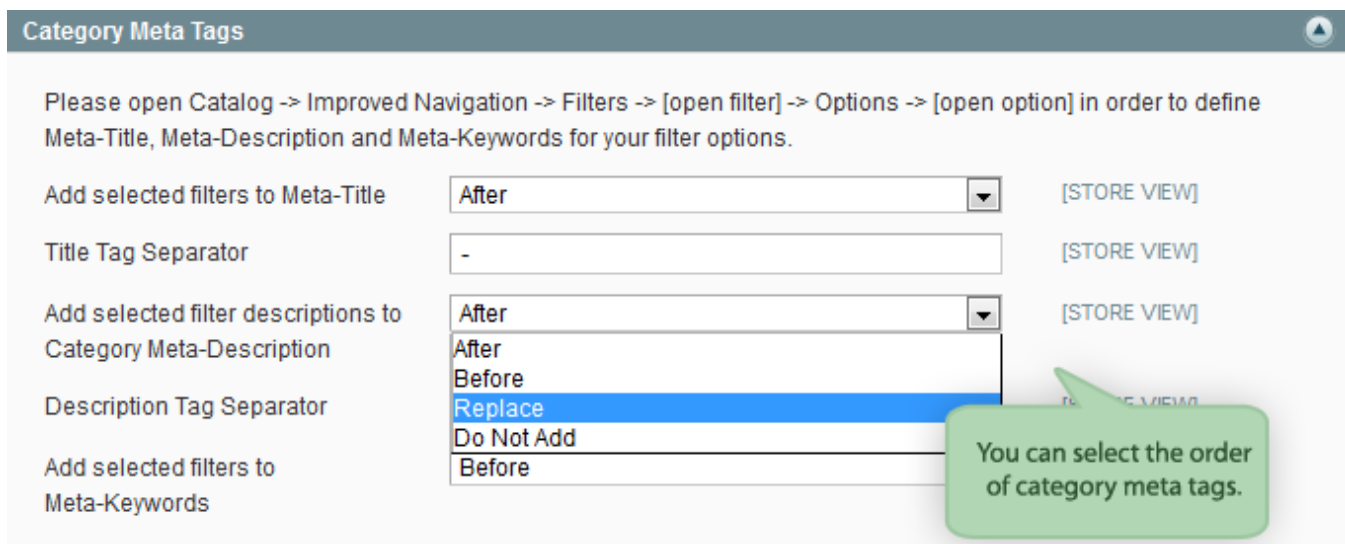 Category Meta Tags
Please open Catalog -> Improved Navigation -> Filters -> [open filter] -> Options -> [open option] in order to define
Meta-Title, Meta-Description and Meta-Keywords for your filter options.
Add selected filters to Meta-Title
After
[STORE VIEW]
Title Tag Separator
-
[STORE VIEW]
Add selected filter descriptions to
Category Meta-Description
After
[STORE VIEW]
After
Before
Replace
Do Not Add
Description Tag Separator
Add selected filters to
Meta-Keywords
Before
You can select the order
of category meta tags.